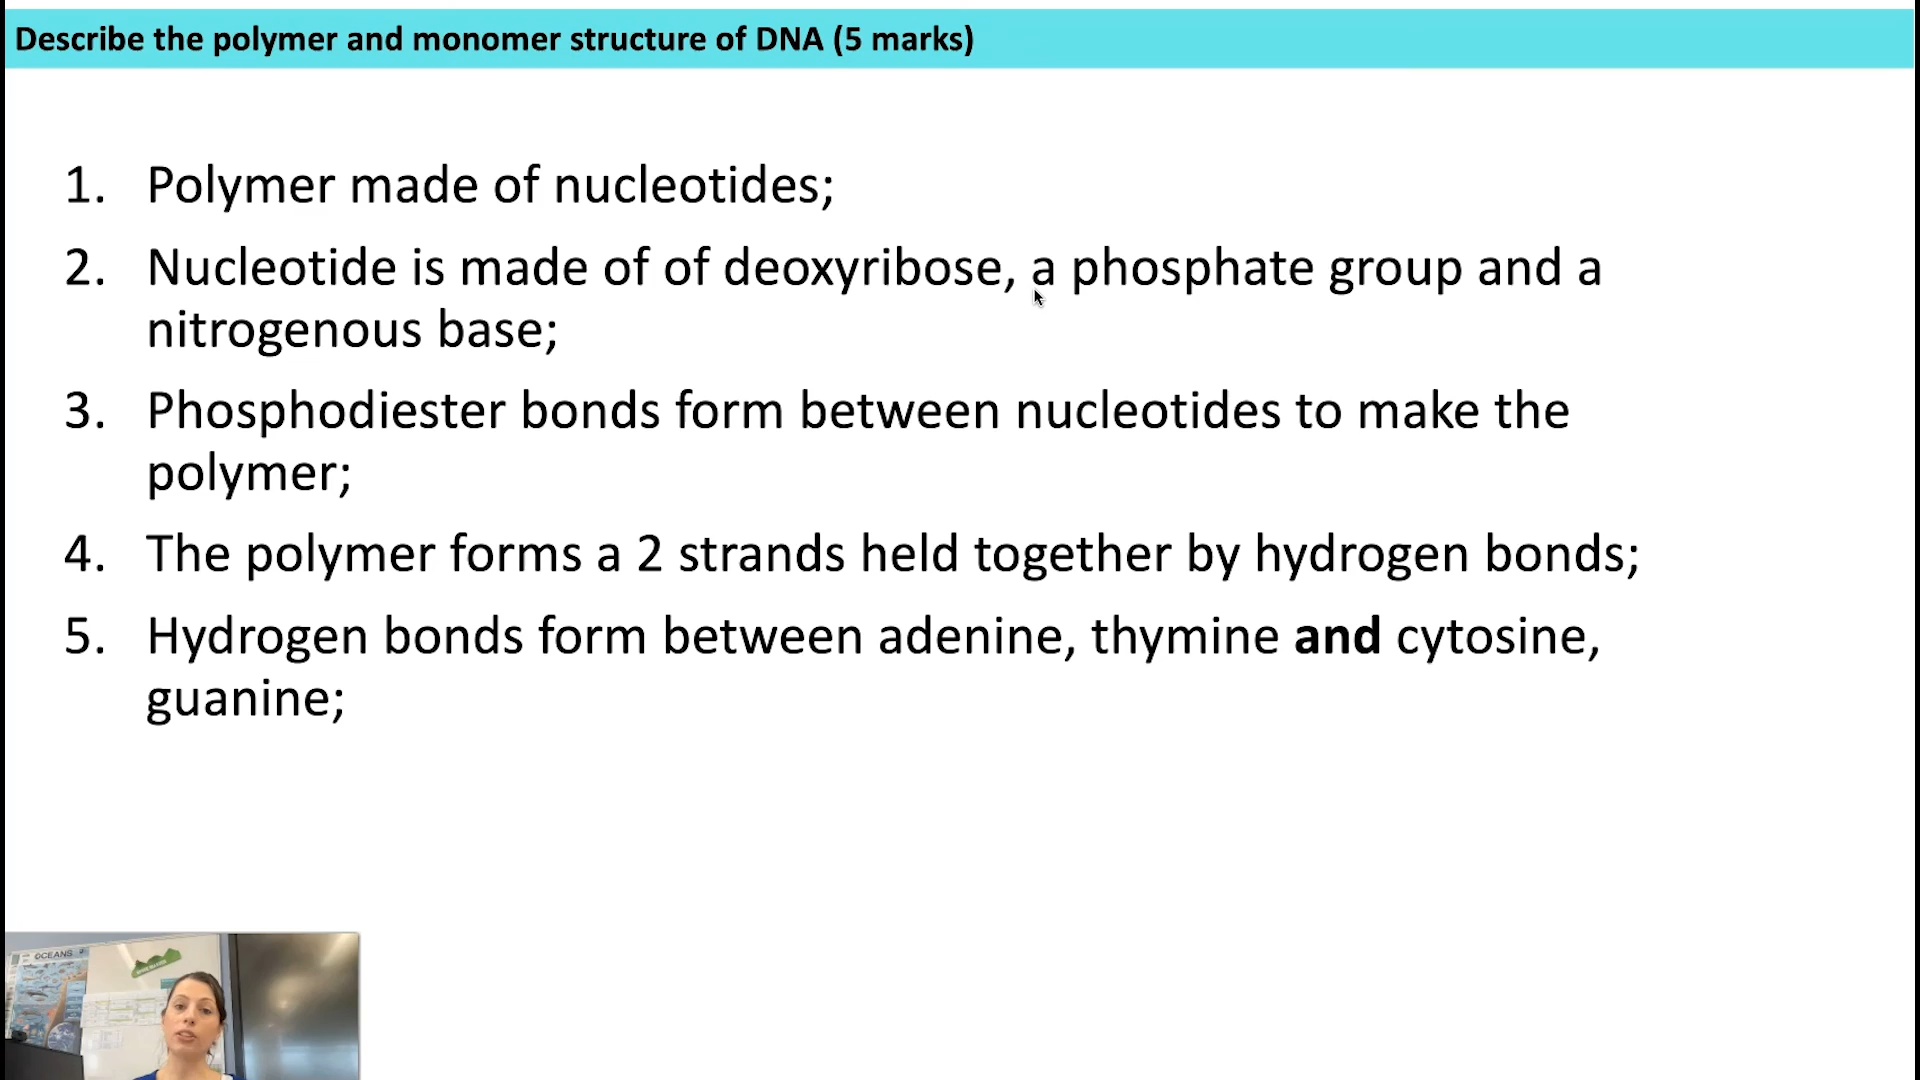 Describe the polymer and monomer structure of DNA (5 marks)
1. Polymer made of nucleotides;
2. Nucleotide is made of of deoxyribose, a phosphate group and a
nitrogenous base;
3. Phosphodiester bonds form between nucleotides to make the
polymer;
4. The polymer forms a 2 strands held together by hydrogen bonds;
5. Hydrogen bonds form between adenine, thymine and cytosine,
guanine;
OCEANS